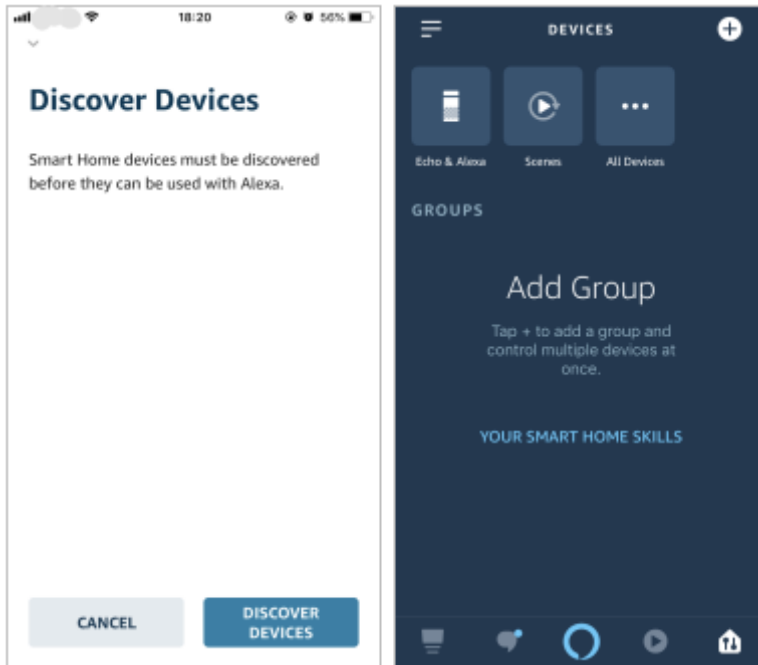 18:20
56%
Discover Devices
Smart Home devices must be discovered
before they can be used with Alexa.
CANCEL
DISCOVER
DEVICES
DEVICES
Echo & Alexa
Scenes
All Devices
GROUPS
Add Group
Tap + to add a group and
control multiple devices at
once.
YOUR SMART HOME SKILLS